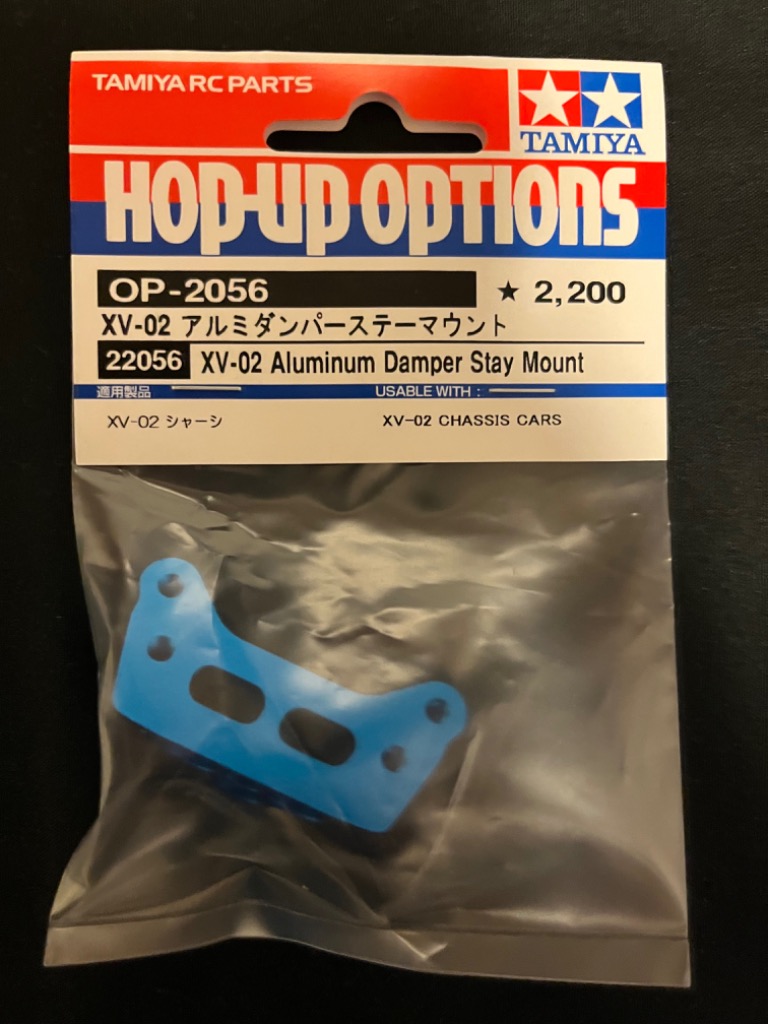 TAMIYA RC PARTS
TAMIYA
HOP-UP OPTIONS
OP-2056 ★ 2,200
XV-02 アルミダンパーステーマウント
22056 XV-02 Aluminum Damper Stay Mount
適用製品 USABLE WITH :
XV-02 シャーシ XV-02 CHASSIS CARS